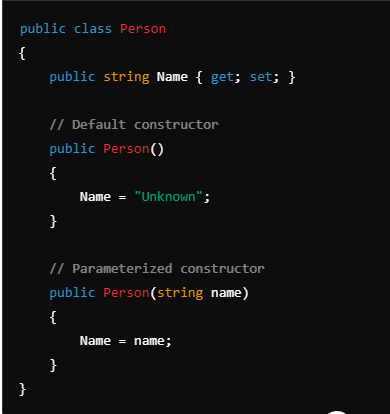 public class Person
{
    public string Name { get; set; }

    // Default constructor
    public Person()
    {
        Name = "Unknown";
    }

    // Parameterized constructor
    public Person(string name)
    {
        Name = name;
    }
}